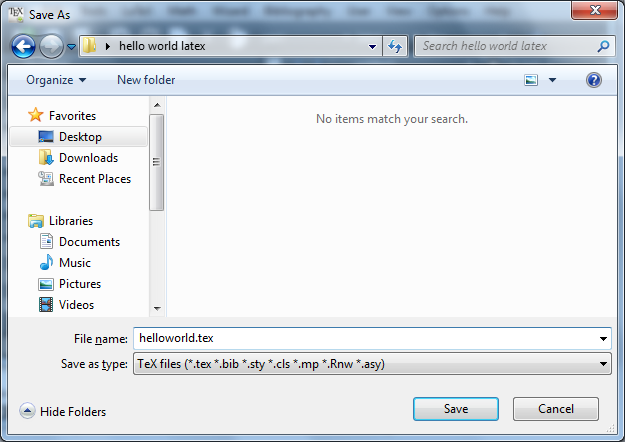 TEX Save As
hello world latex
Search hello world latex
Organize
New folder
No items match your search.
Favorites
Desktop
Downloads
Recent Places
Libraries
Documents
Music
Pictures
Videos
File name: helloworld.tex
Save as type: TeX files (*.tex *.bib *.sty *.cls *.mp *.Rnw *.asy)
Hide Folders
Save
Cancel